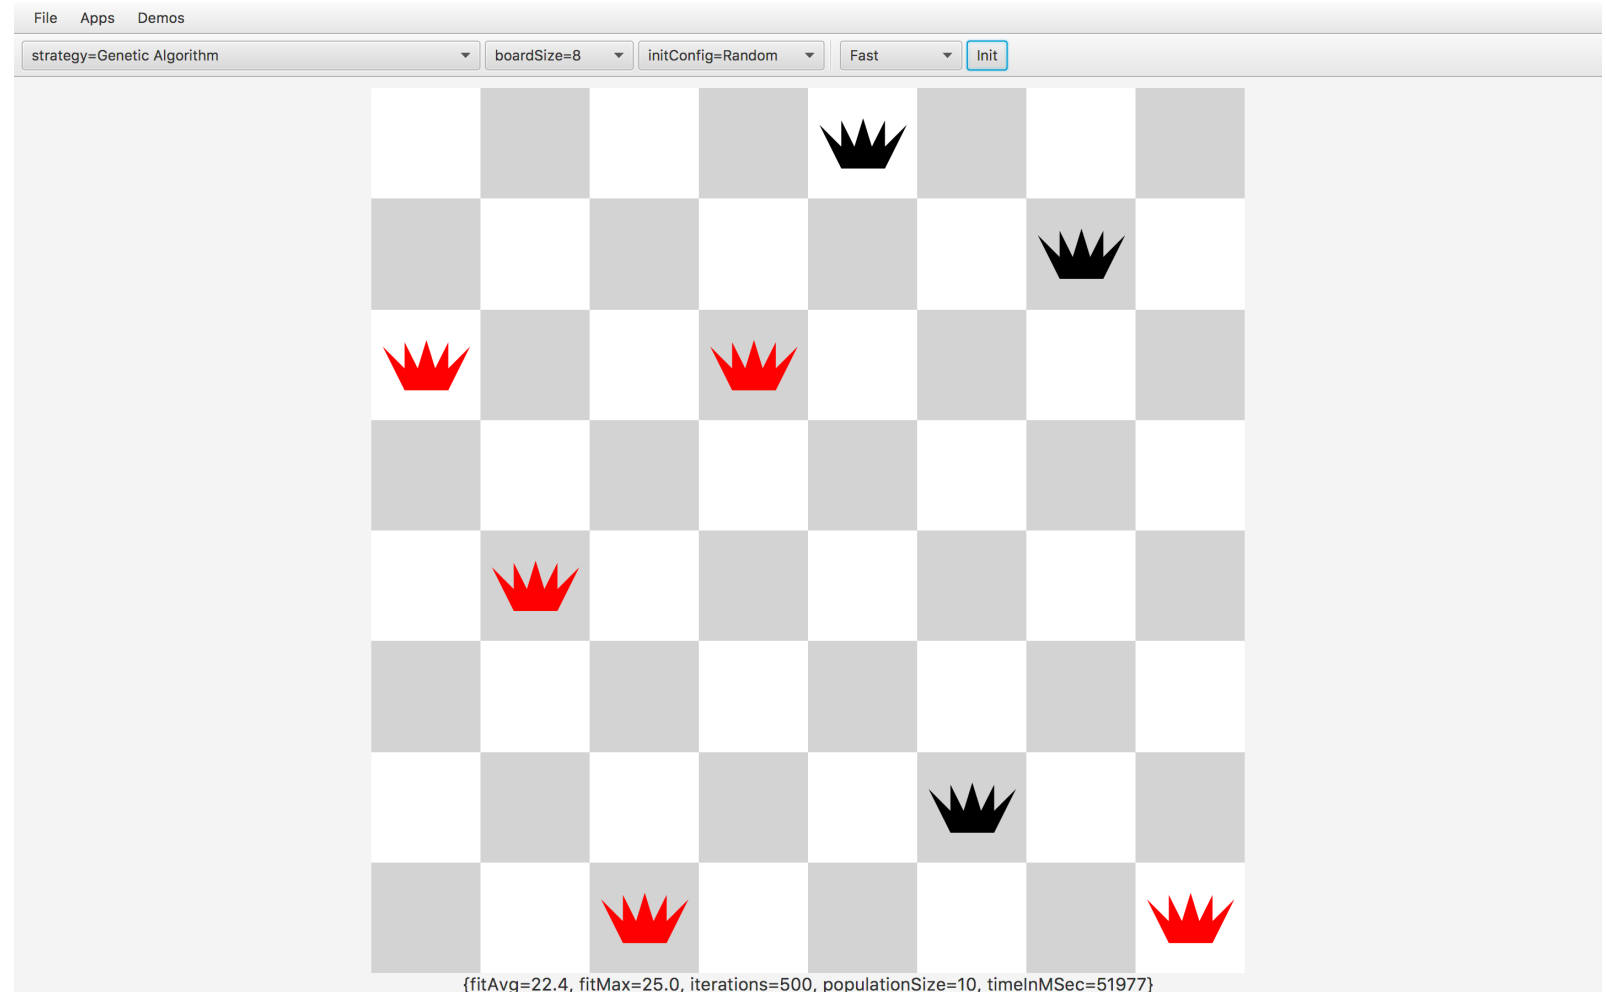 File Apps Demos
strategy=Genetic Algorithm boardSize=8 initConfig=Random Fast Init
{fitAvg=22.4, fitMax=25.0, iterations=500, populationSize=10, timeInMSec=51977}